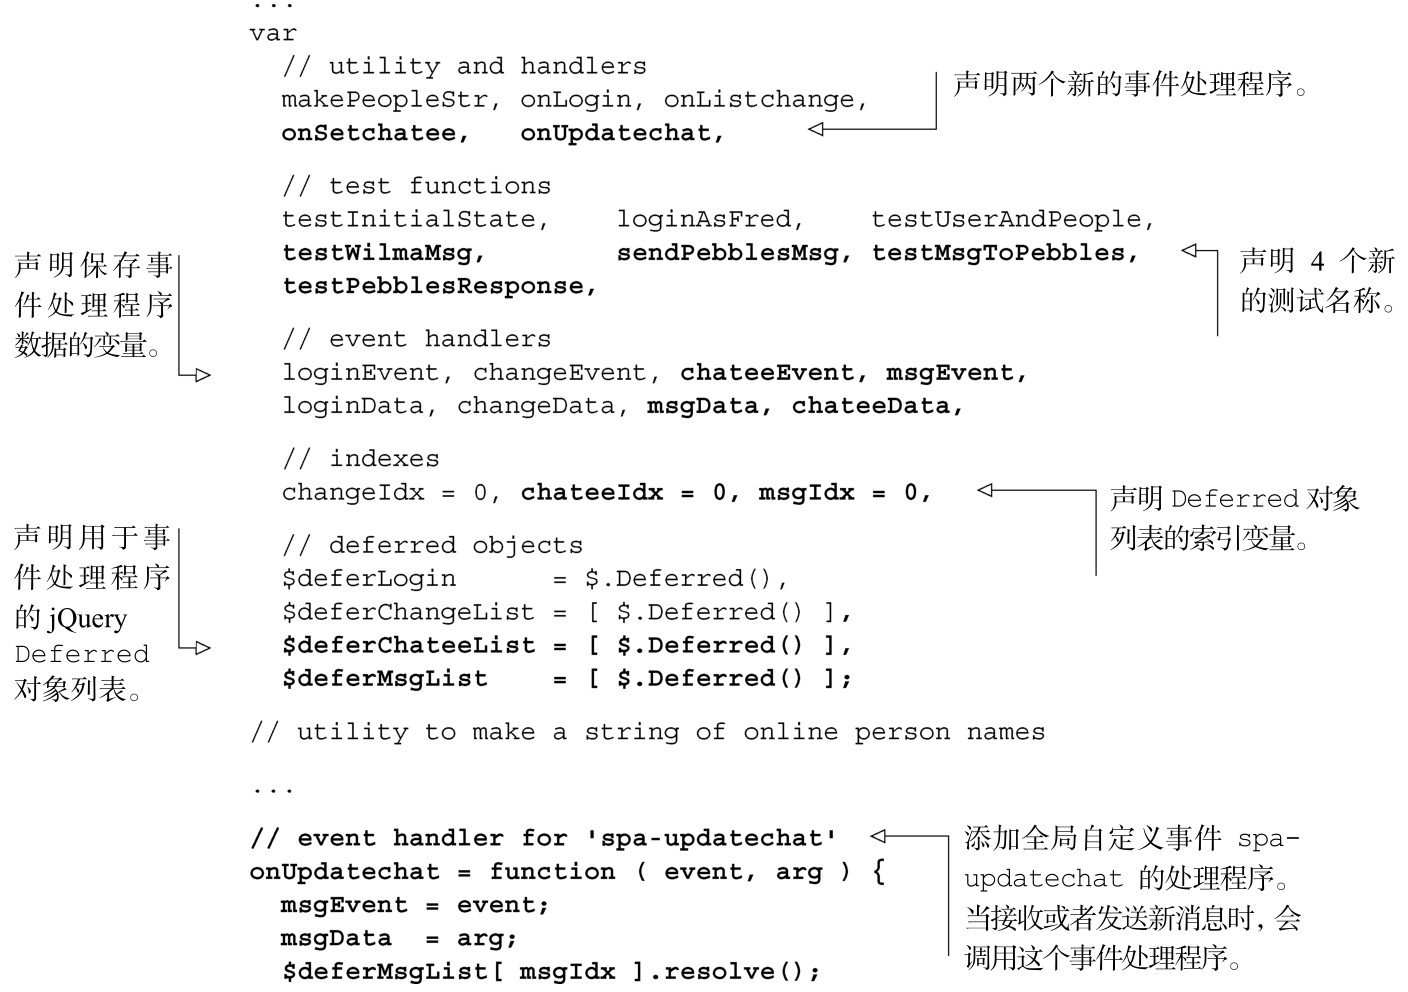 ...
var
// utility and handlers
makePeopleStr, onLogin, onListchange,
onSetchatee, onUpdatechat,
声明两个新的事件处理程序。
// test functions
testInitialState, loginAsFred, testUserAndPeople,
testWilmaMsg, sendPebblesMsg, testMsgToPebbles,
testPebblesResponse,
声明 4 个新
的测试名称。
声明保存事
件处理程序
数据的变量。
// event handlers
loginEvent, changeEvent, chateeEvent, msgEvent,
loginData, changeData, msgData, chateeData,
// indexes
changeIdx = 0, chateeIdx = 0, msgIdx = 0,
声明 Deferred 对象
列表的索引变量。
声明用于事
件处理程序
的 jQuery
Deferred
对象列表。
// deferred objects
$deferLogin = $.Deferred(),
$deferChangeList = [ $.Deferred() ],
$deferChateeList = [ $.Deferred() ],
$deferMsgList = [ $.Deferred() ];
// utility to make a string of online person names
...
// event handler for 'spa-updatechat'
onUpdatechat = function ( event, arg ) {
msgEvent = event;
msgData = arg;
$deferMsgList[ msgIdx ].resolve();
添加全局自定义事件 spa-
updatechat 的处理程序。
当接收或者发送新消息时，会
调用这个事件处理程序。